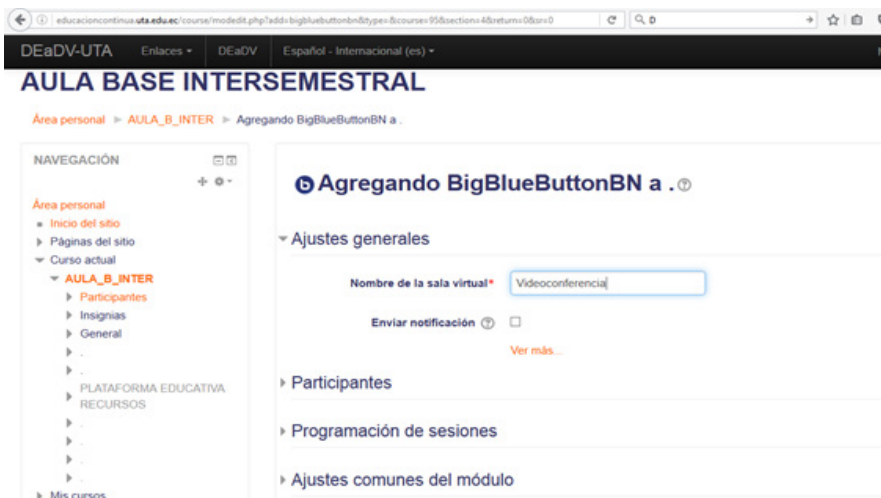 educacioncontinua.uta.edu.ec/course/modedit.php?add=bigbluebuttonbn&type=&course=95&section=4&return=0&sr=0
DEaDV-UTA Enlaces DEaDV Español - Internacional (es)
AULA BASE INTERSEMESTRAL
Área personal AULA_B_INTER Agregando BigBlueButtonBN a .
NAVEGACIÓN
Área personal
Inicio del sitio
Páginas del sitio
Curso actual
AULA_B_INTER
Participantes
Insignias
General
.
.
PLATAFORMA EDUCATIVA
RECURSOS
.
.
.
.
Mis cursos
b Agregando BigBlueButtonBN a . ?
Ajustes generales
Nombre de la sala virtual* Videoconferencia
Enviar notificación ?
Ver más...
Participantes
Programación de sesiones
Ajustes comunes del módulo